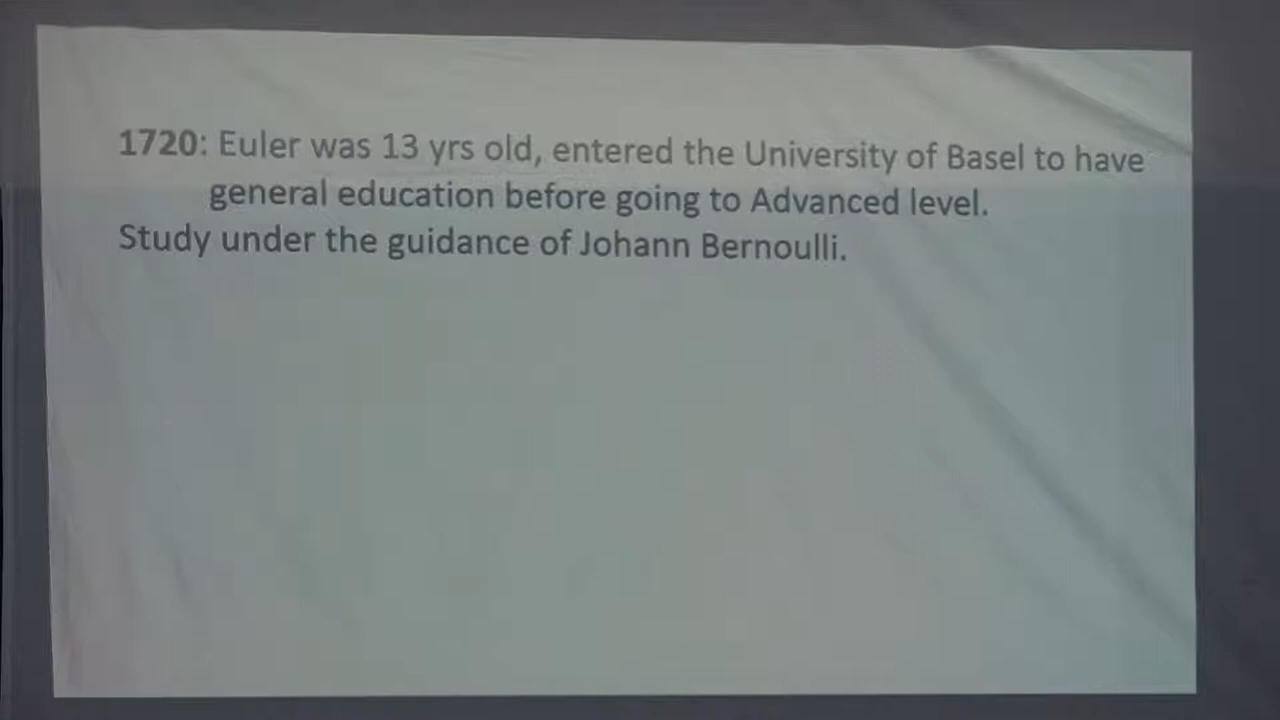 1720: Euler was 13 yrs old, entered the University of Basel to have
general education before going to Advanced level.
Study under the guidance of Johann Bernoulli.